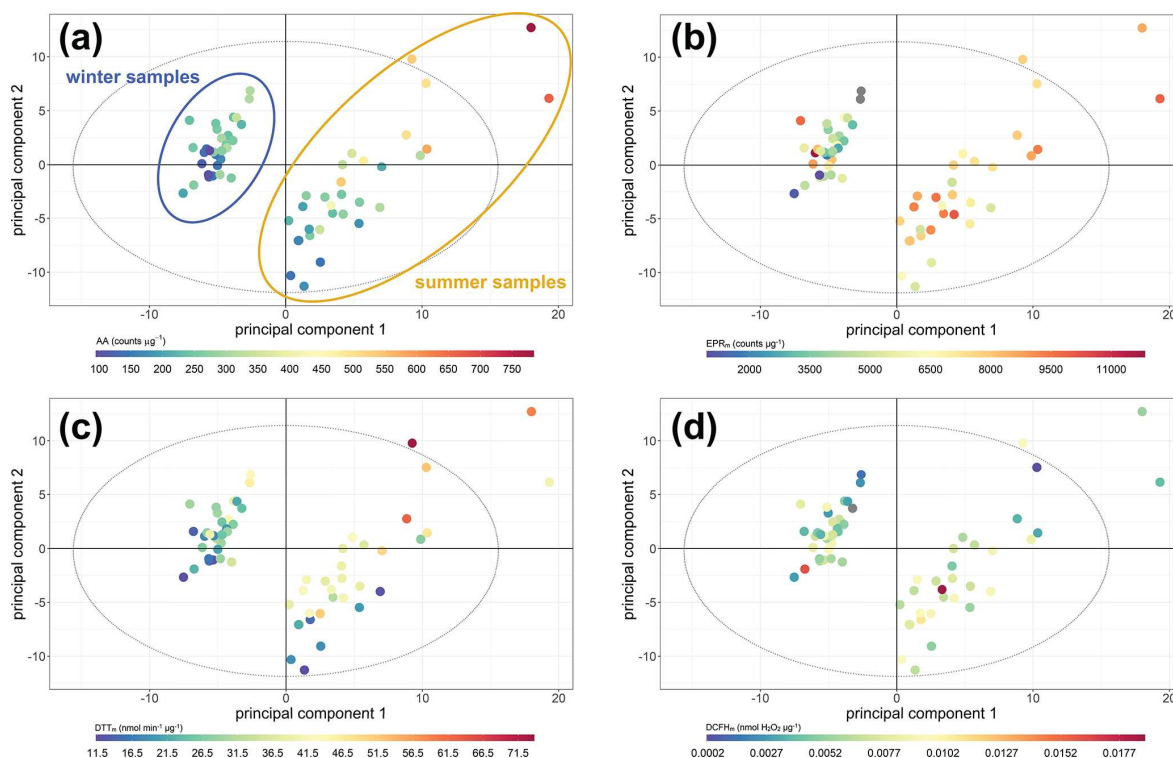 (a)
winter samples
summer samples
10
5
0
-5
-10
principal component 2
-10
0
10
20
principal component 1
AA (counts µg⁻¹)
100 150 200 250 300 350 400 450 500 550 600 650 700 750
(b)
10
5
0
-5
-10
principal component 2
-10
0
10
20
principal component 1
EPRₘ (counts µg⁻¹)
2000 3500 5000 6500 8000 9500 11000
(c)
10
5
0
-5
-10
principal component 2
-10
0
10
20
principal component 1
DTTₘ (nmol min⁻¹ µg⁻¹)
11.5 16.5 21.5 26.5 31.5 36.5 41.5 46.5 51.5 56.5 61.5 66.5 71.5
(d)
10
5
0
-5
-10
principal component 2
-10
0
10
20
principal component 1
DCFHₘ (nmol H₂O₂ µg⁻¹)
0.0002 0.0027 0.0052 0.0077 0.0102 0.0127 0.0152 0.0177